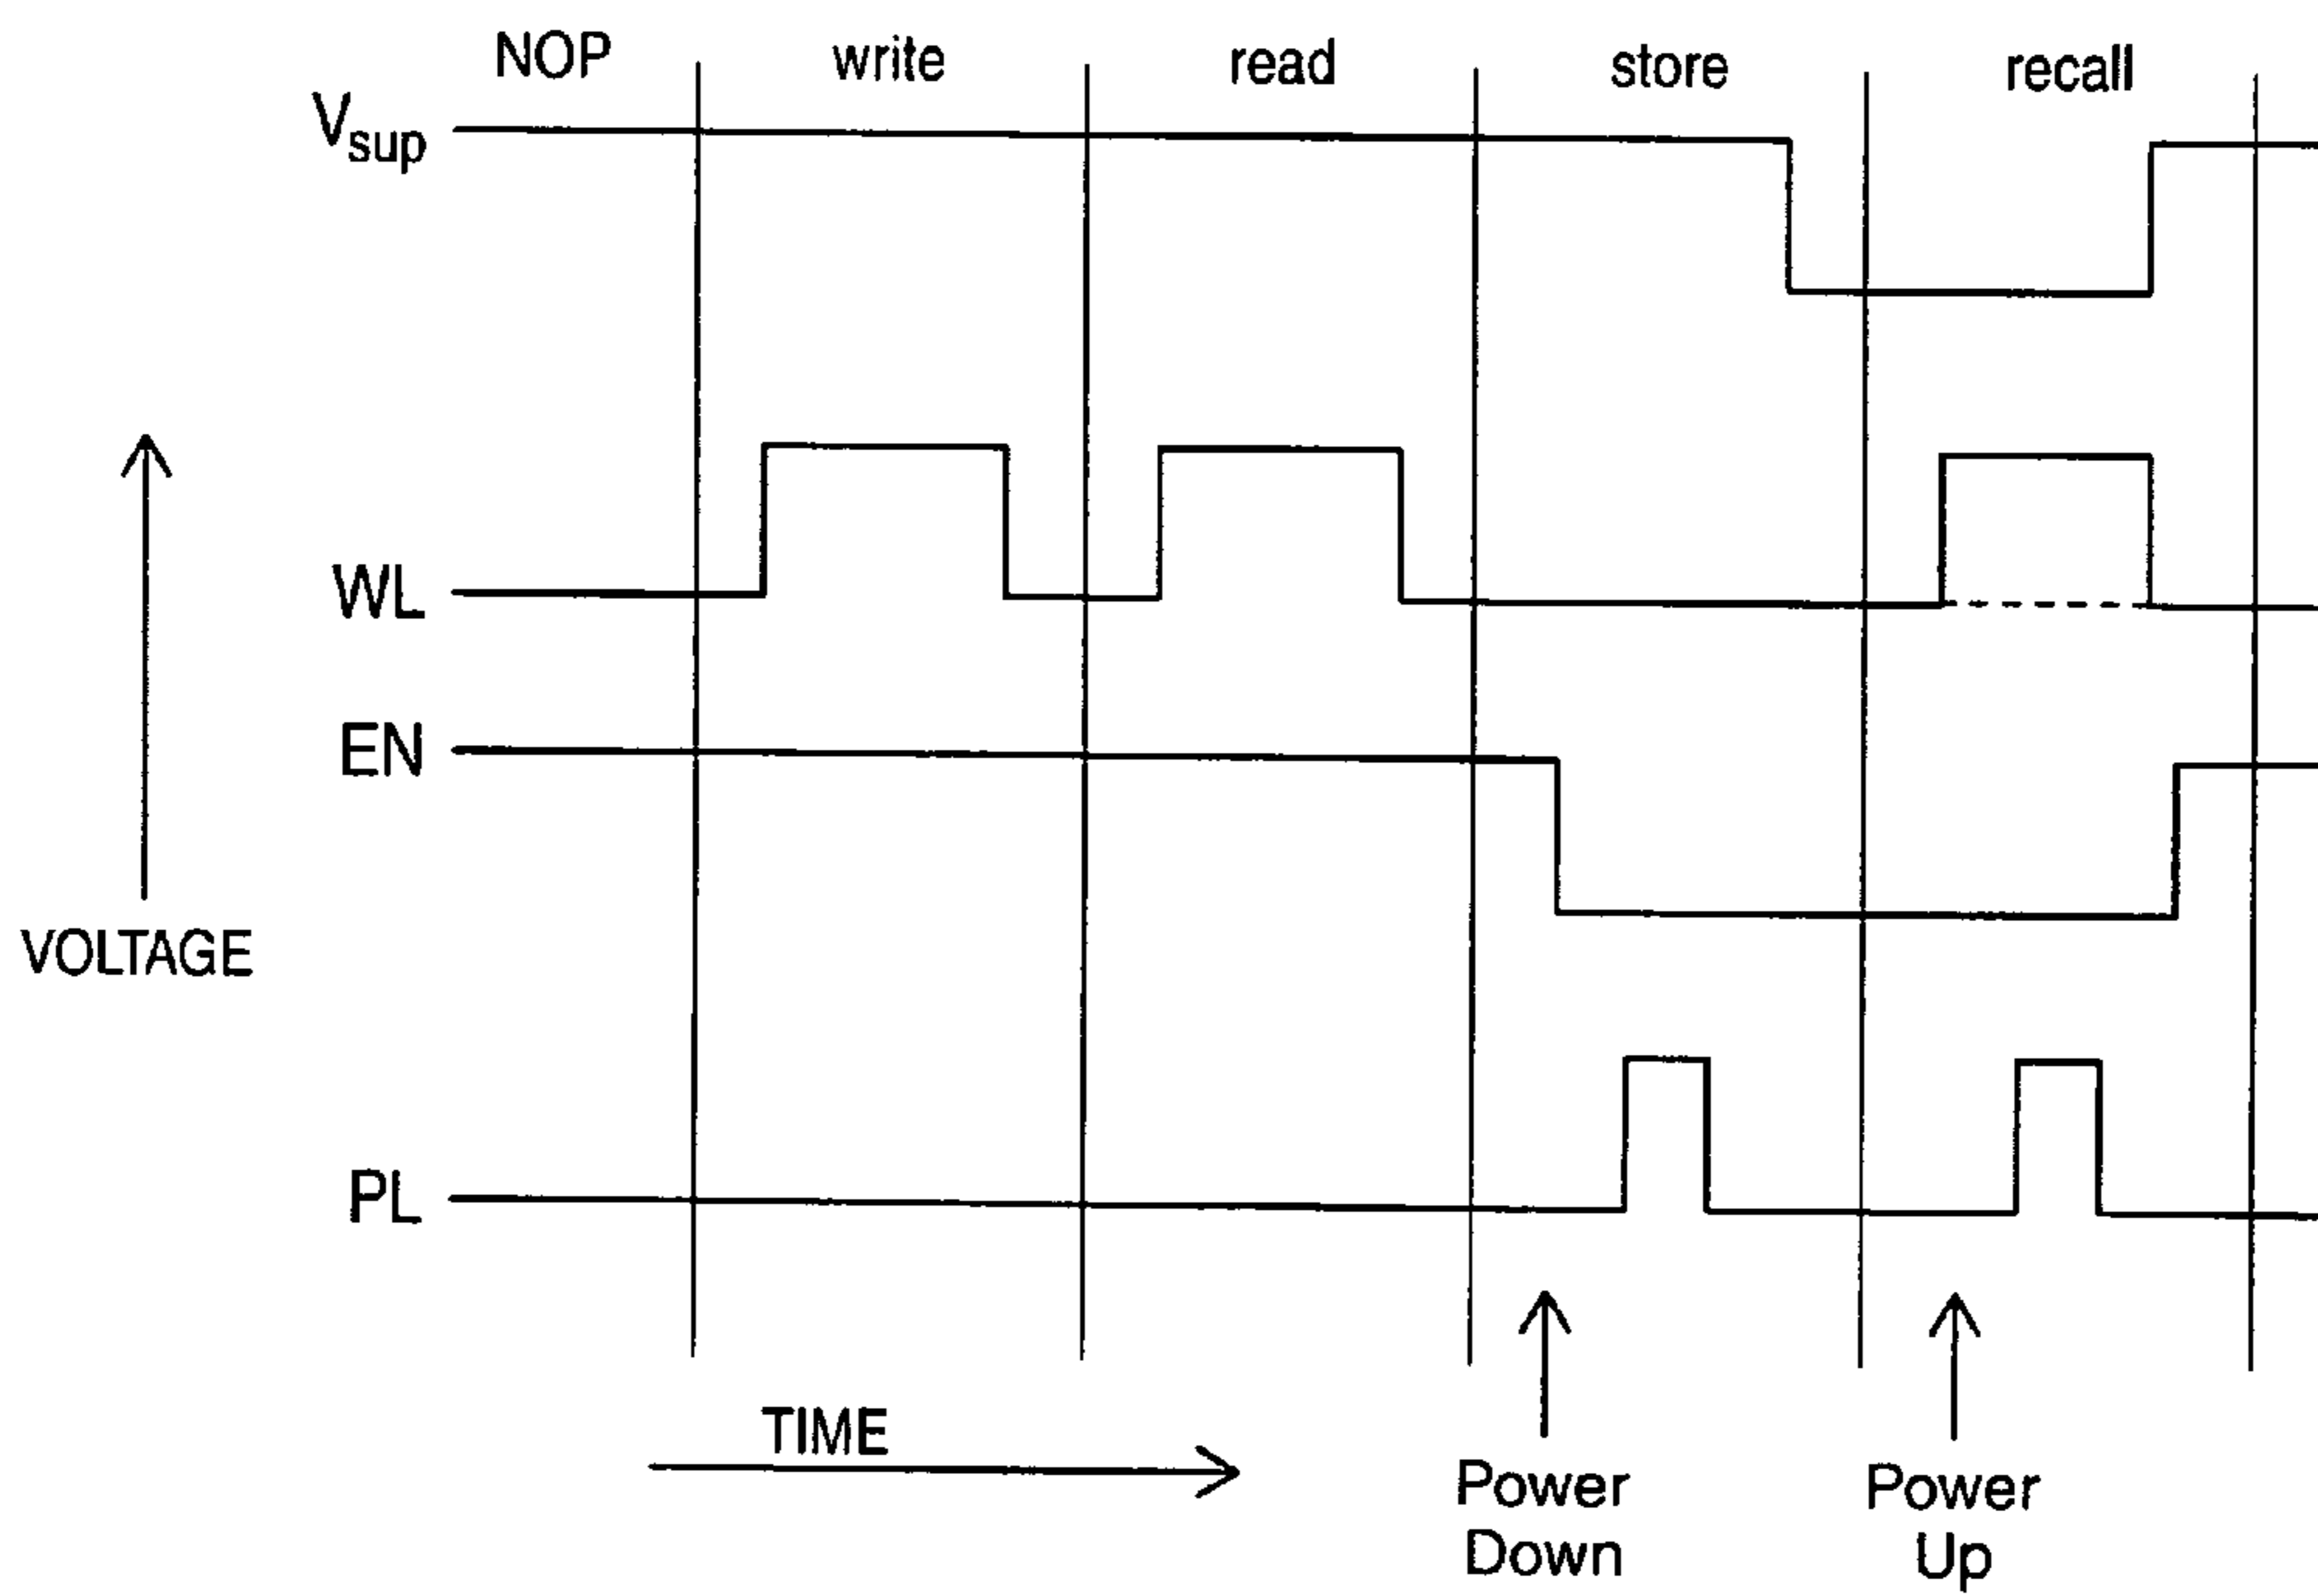 NOP write read store recall
Vsup
WL
EN
VOLTAGE
PL
TIME
Power Down
Power Up